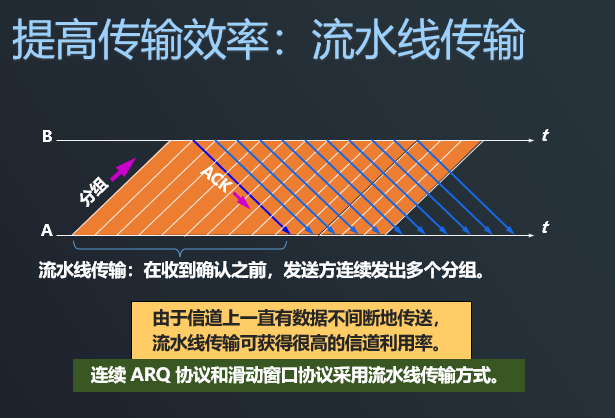 提高传输效率：流水线传输
B
t
分组
ACK
A
t
流水线传输：在收到确认之前，发送方连续发出多个分组。
由于信道上一直有数据不间断地传送，
流水线传输可获得很高的信道利用率。
连续 ARQ 协议和滑动窗口协议采用流水线传输方式。